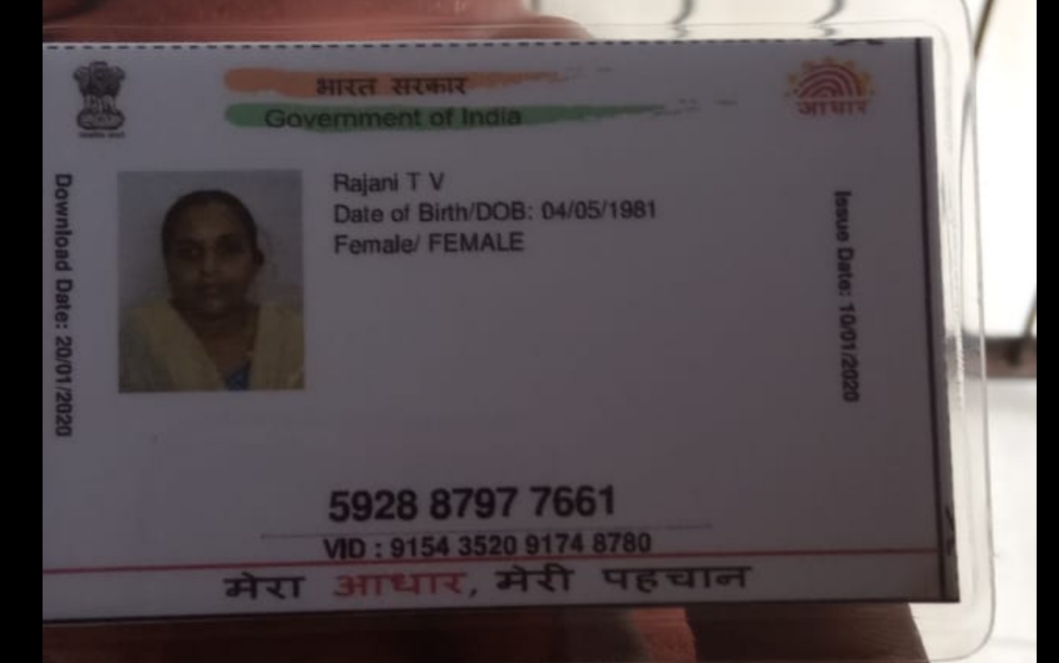 भारत सरकार
Government of India
आधार
Rajani T V
Date of Birth/DOB: 04/05/1981
Female/ FEMALE
Download Date: 20/01/2020
Issue Date: 10/01/2020
5928 8797 7661
VID : 9154 3520 9174 8780
मेरा आधार, मेरी पहचान